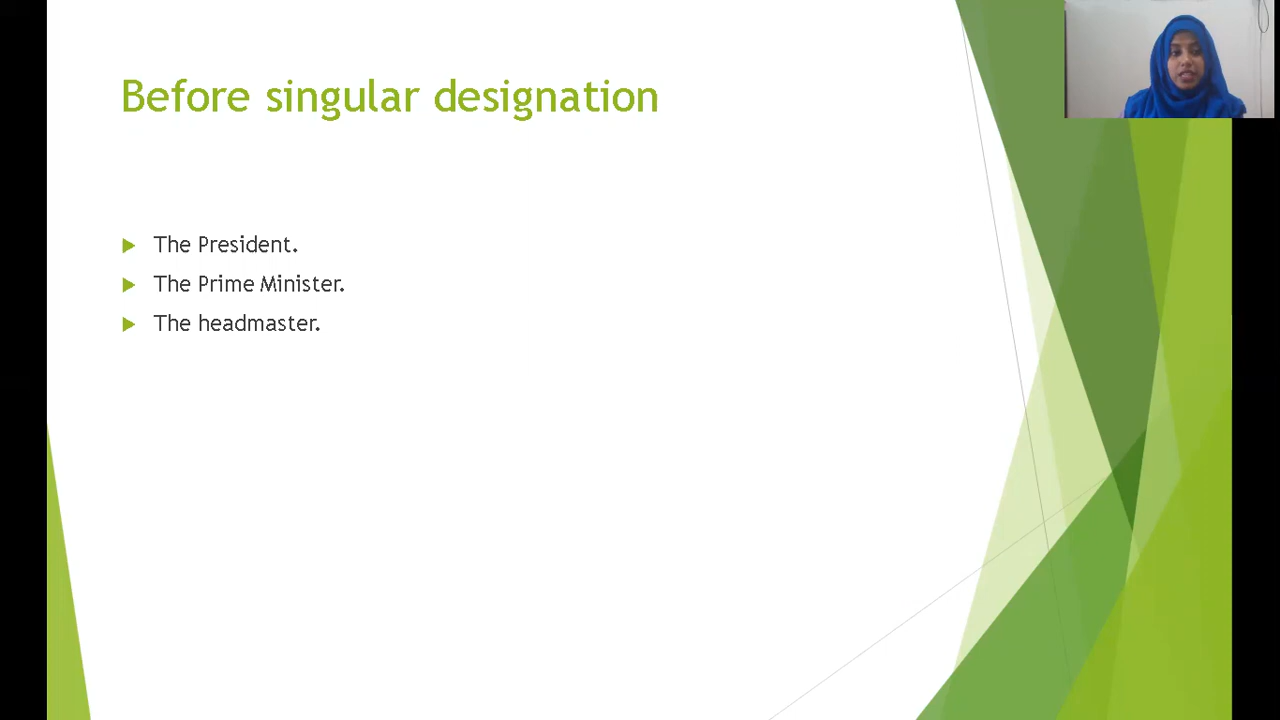 Before singular designation
The President.
The Prime Minister.
The headmaster.